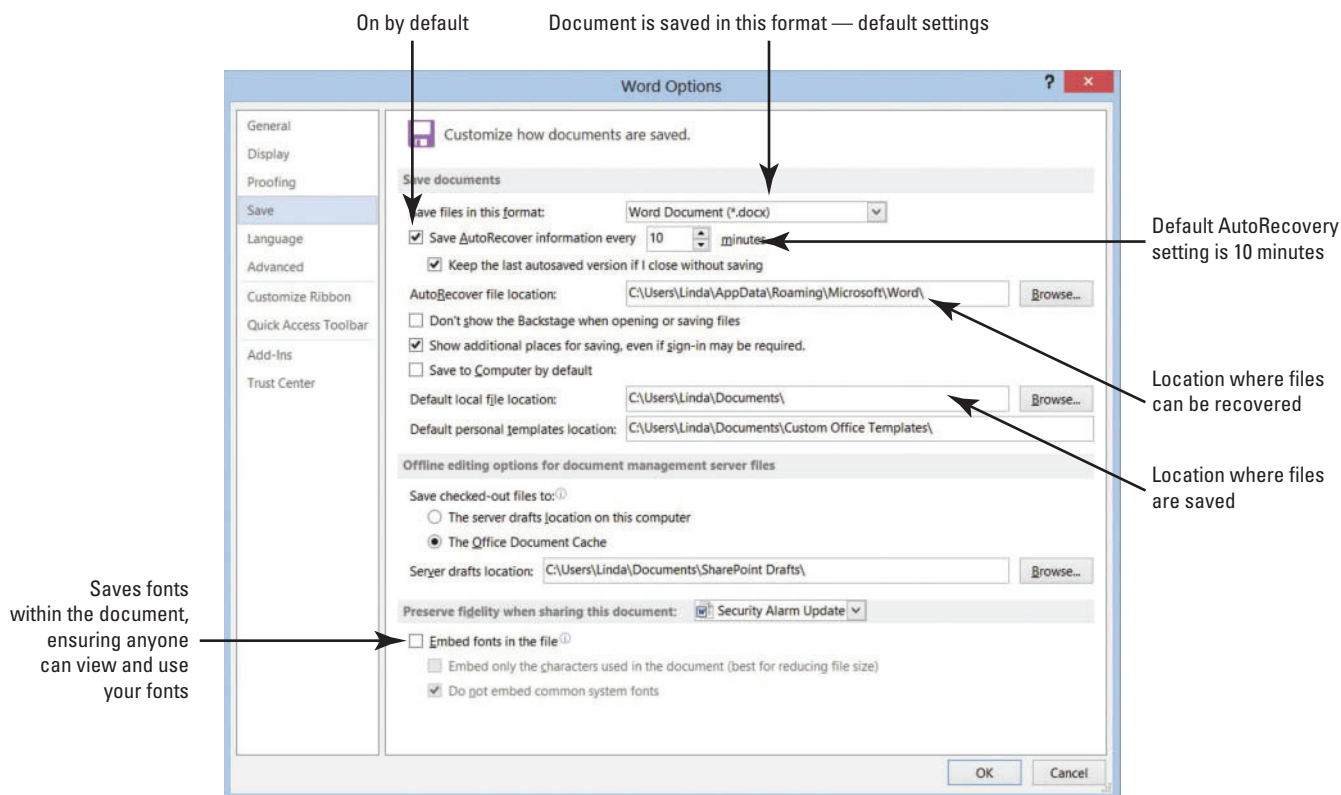 On by default
Document is saved in this format — default settings
Word Options
?
General
Display
Proofing
Save
Language
Advanced
Customize Ribbon
Quick Access Toolbar
Add-Ins
Trust Center
Customize how documents are saved.
Save documents
Save files in this format: Word Document (*.docx)
Save AutoRecover information every 10 minutes
Keep the last autosaved version if I close without saving
AutoRecover file location: C:\Users\Linda\AppData\Roaming\Microsoft\Word\ Browse...
Don't show the Backstage when opening or saving files
Show additional places for saving, even if sign-in may be required.
Save to Computer by default
Default local file location: C:\Users\Linda\Documents\ Browse...
Default personal templates location: C:\Users\Linda\Documents\Custom Office Templates\
Offline editing options for document management server files
Save checked-out files to:
The server drafts location on this computer
The Office Document Cache
Server drafts location: C:\Users\Linda\Documents\SharePoint Drafts\ Browse...
Preserve fidelity when sharing this document: Security Alarm Update
Embed fonts in the file
Embed only the characters used in the document (best for reducing file size)
Do not embed common system fonts
OK Cancel
Default AutoRecovery
setting is 10 minutes
Location where files
can be recovered
Location where files
are saved
Saves fonts
within the document,
ensuring anyone
can view and use
your fonts